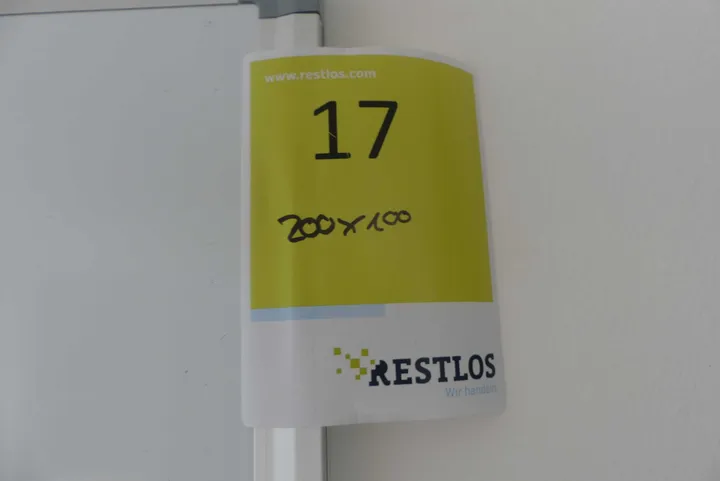 www.restlos.com
17
200x100
RESTLOS
Wir handeln